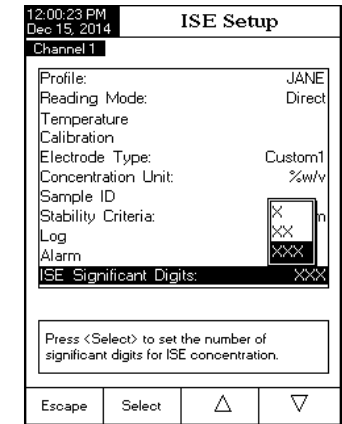 12:00:23 PM
Dec 15, 2014
ISE Setup
Channel 1
Profile: JANE
Reading Mode: Direct
Temperature
Calibration
Electrode Type: Custom1
Concentration Unit: %w/v
Sample ID
Stability Criteria: m
X
XX
XXX
Log
Alarm
ISE Significant Digits: XXX
Press <Select> to set the number of
significant digits for ISE concentration.
Escape Select △ ▽